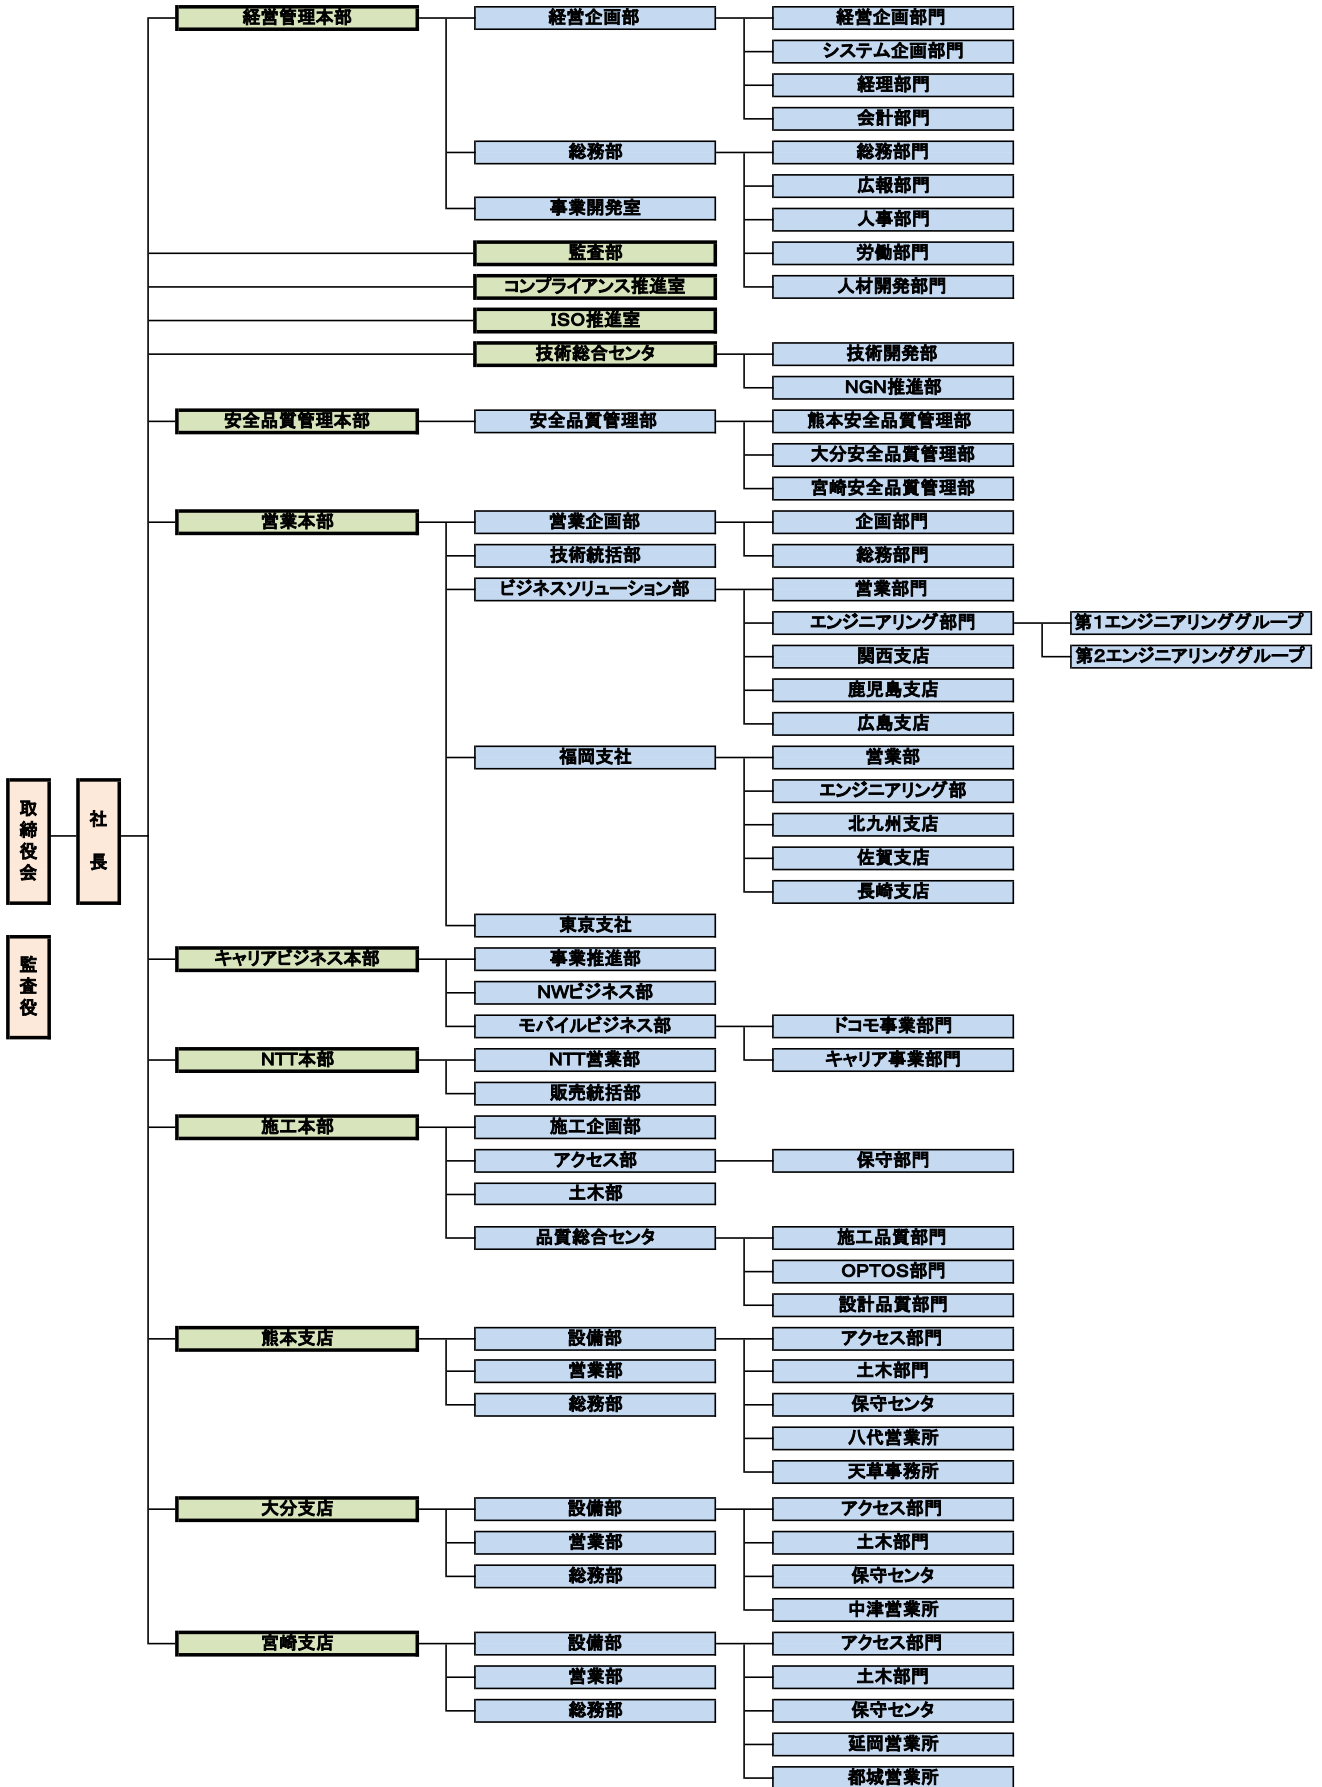 経営管理本部
経営企画部
経営企画部門
システム企画部門
経理部門
会計部門
総務部
総務部門
広報部門
事業開発室
人事部門
監査部
労働部門
コンプライアンス推進室
人材開発部門
ISO推進室
技術総合センタ
技術開発部
NGN推進部
安全品質管理本部
安全品質管理部
熊本安全品質管理部
大分安全品質管理部
宮崎安全品質管理部
営業本部
営業企画部
企画部門
技術統括部
総務部門
ビジネスソリューション部
営業部門
エンジニアリング部門
第1エンジニアリンググループ
関西支店
第2エンジニアリンググループ
鹿児島支店
広島支店
福岡支社
営業部
エンジニアリング部
北九州支店
佐賀支店
長崎支店
取締役会
社長
東京支社
監査役
キャリアビジネス本部
事業推進部
NWビジネス部
モバイルビジネス部
ドコモ事業部門
NTT本部
NTT営業部
キャリア事業部門
販売統括部
施工本部
施工企画部
アクセス部
保守部門
土木部
品質総合センタ
施工品質部門
OPTOS部門
設計品質部門
熊本支店
設備部
アクセス部門
営業部
土木部門
総務部
保守センタ
八代営業所
天草事務所
大分支店
設備部
アクセス部門
営業部
土木部門
総務部
保守センタ
中津営業所
宮崎支店
設備部
アクセス部門
営業部
土木部門
総務部
保守センタ
延岡営業所
都城営業所